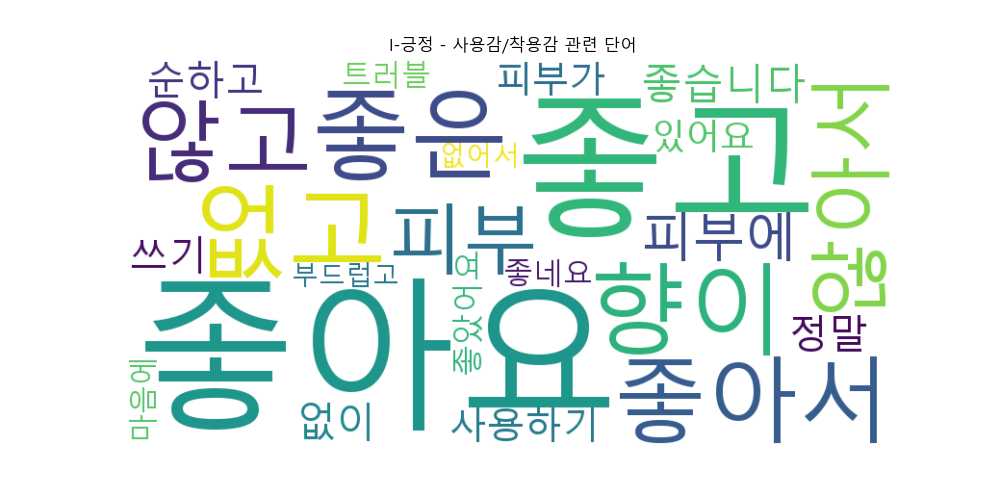 I-긍정 - 사용감/착용감 관련 단어
순하고
트러블
피부가
좋습니다
않고
좋은
좋고
있어요
않아서
없어서
없고
피부
피부에
쓰기
부드럽고
좋았어요
좋네요
향이
정말
좋아요
마음에
없이
사용하기
좋아서